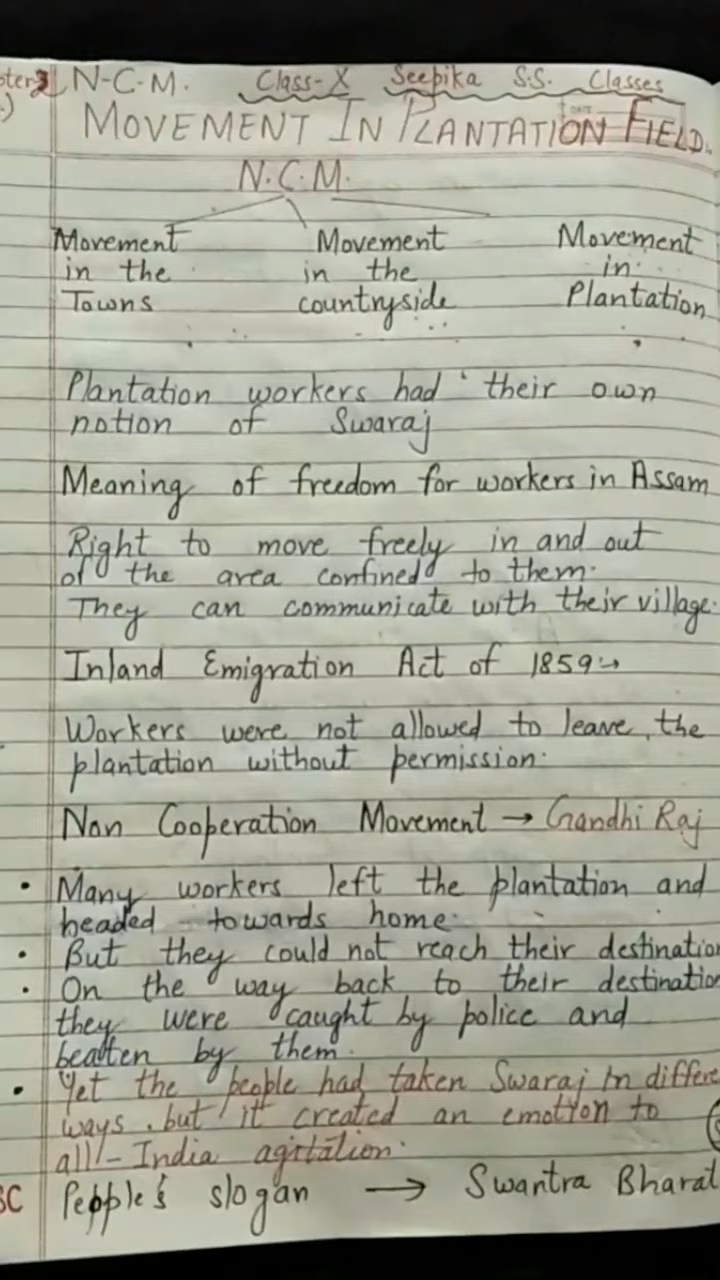 N-C-M. Class-X Seepika S.S. Classes
MOVEMENT IN PLANTATION FIELD.
N.C.M.
Movement in the Towns
Movement in the countryside
Movement in Plantation
Plantation workers had their own
notion of Swaraj
Meaning of freedom for workers in Assam
Right to move freely in and out
of the area confined to them.
They can communicate with their village.
Inland Emigration Act of 1859:→
Workers were not allowed to leave the
plantation without permission.
Non Cooperation Movement → Gandhi Raj
• Many workers left the plantation and
headed towards home.
• But they could not reach their destination
• On the way back to their destination
they were caught by police and
beatten by them.
• Yet the people had taken Swaraj in differe
ways, but it created an emotion to
all-India agitation.
SC People's slogan → Swantra Bharat